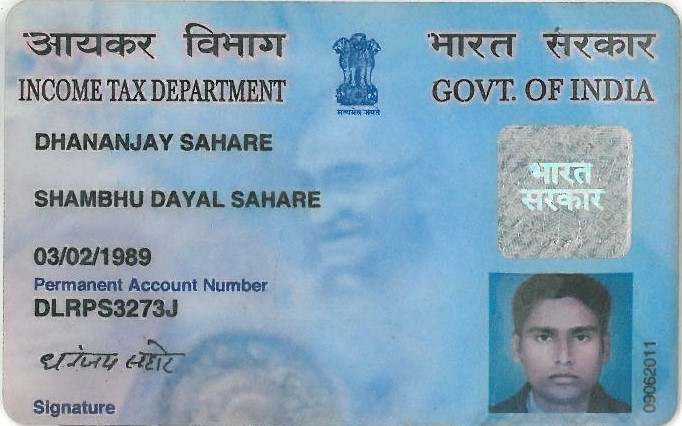 आयकर विभाग
भारत सरकार
INCOME TAX DEPARTMENT
GOVT. OF INDIA
सत्यमेव जयते
DHANANJAY SAHARE
भारत
सरकार
SHAMBHU DAYAL SAHARE
03/02/1989
Permanent Account Number
DLRPS3273J
धनंजय सहारे
Signature
09062011